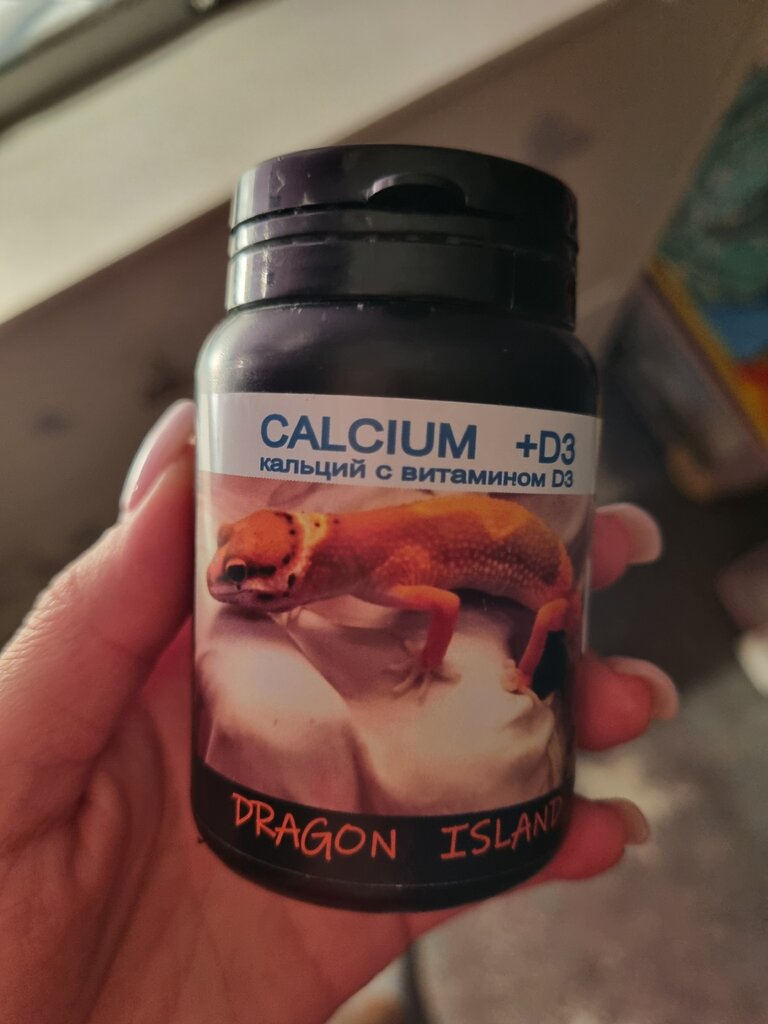 CALCIUM +D3
кальций с витамином D3
DRAGON ISLAND